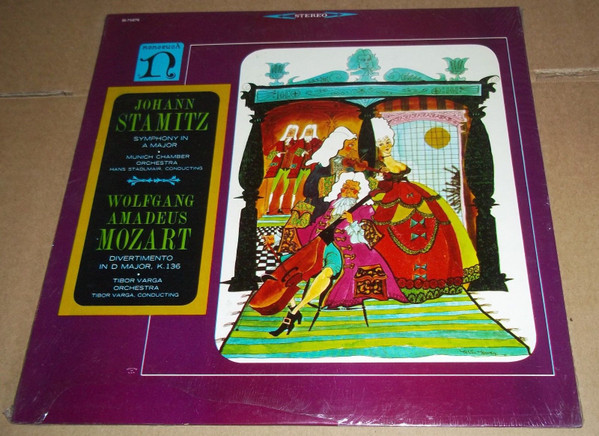 STEREO
nonesuch
n
JOHANN
STAMITZ
SYMPHONY IN
A MAJOR
•
MUNICH CHAMBER
ORCHESTRA
HANS STADLMAIR, CONDUCTING
WOLFGANG
AMADEUS
MOZART
DIVERTIMENTO
IN D MAJOR, K.136
•
TIBOR VARGA
ORCHESTRA
TIBOR VARGA, CONDUCTING